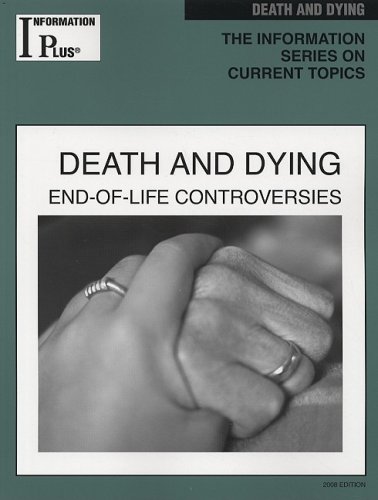 INFORMATION
PLUS®
DEATH AND DYING
THE INFORMATION
SERIES ON
CURRENT TOPICS
DEATH AND DYING
END-OF-LIFE CONTROVERSIES
2008 EDITION